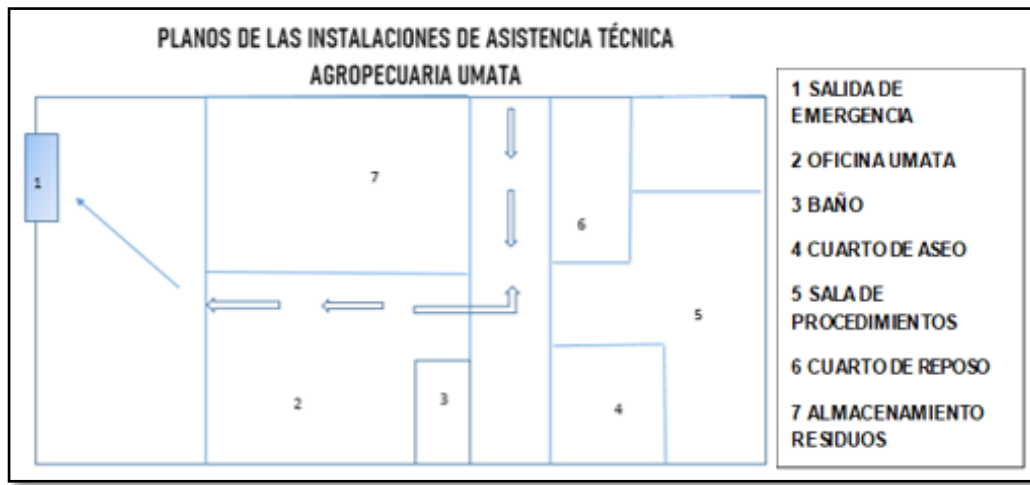 PLANOS DE LAS INSTALACIONES DE ASISTENCIA TÉCNICA
AGROPECUARIA UMATA
1
7
6
5
2
3
4
1 SALIDA DE
EMERGENCIA
2 OFICINA UMATA
3 BAÑO
4 CUARTO DE ASEO
5 SALA DE
PROCEDIMIENTOS
6 CUARTO DE REPOSO
7 ALMACENAMIENTO
RESIDUOS